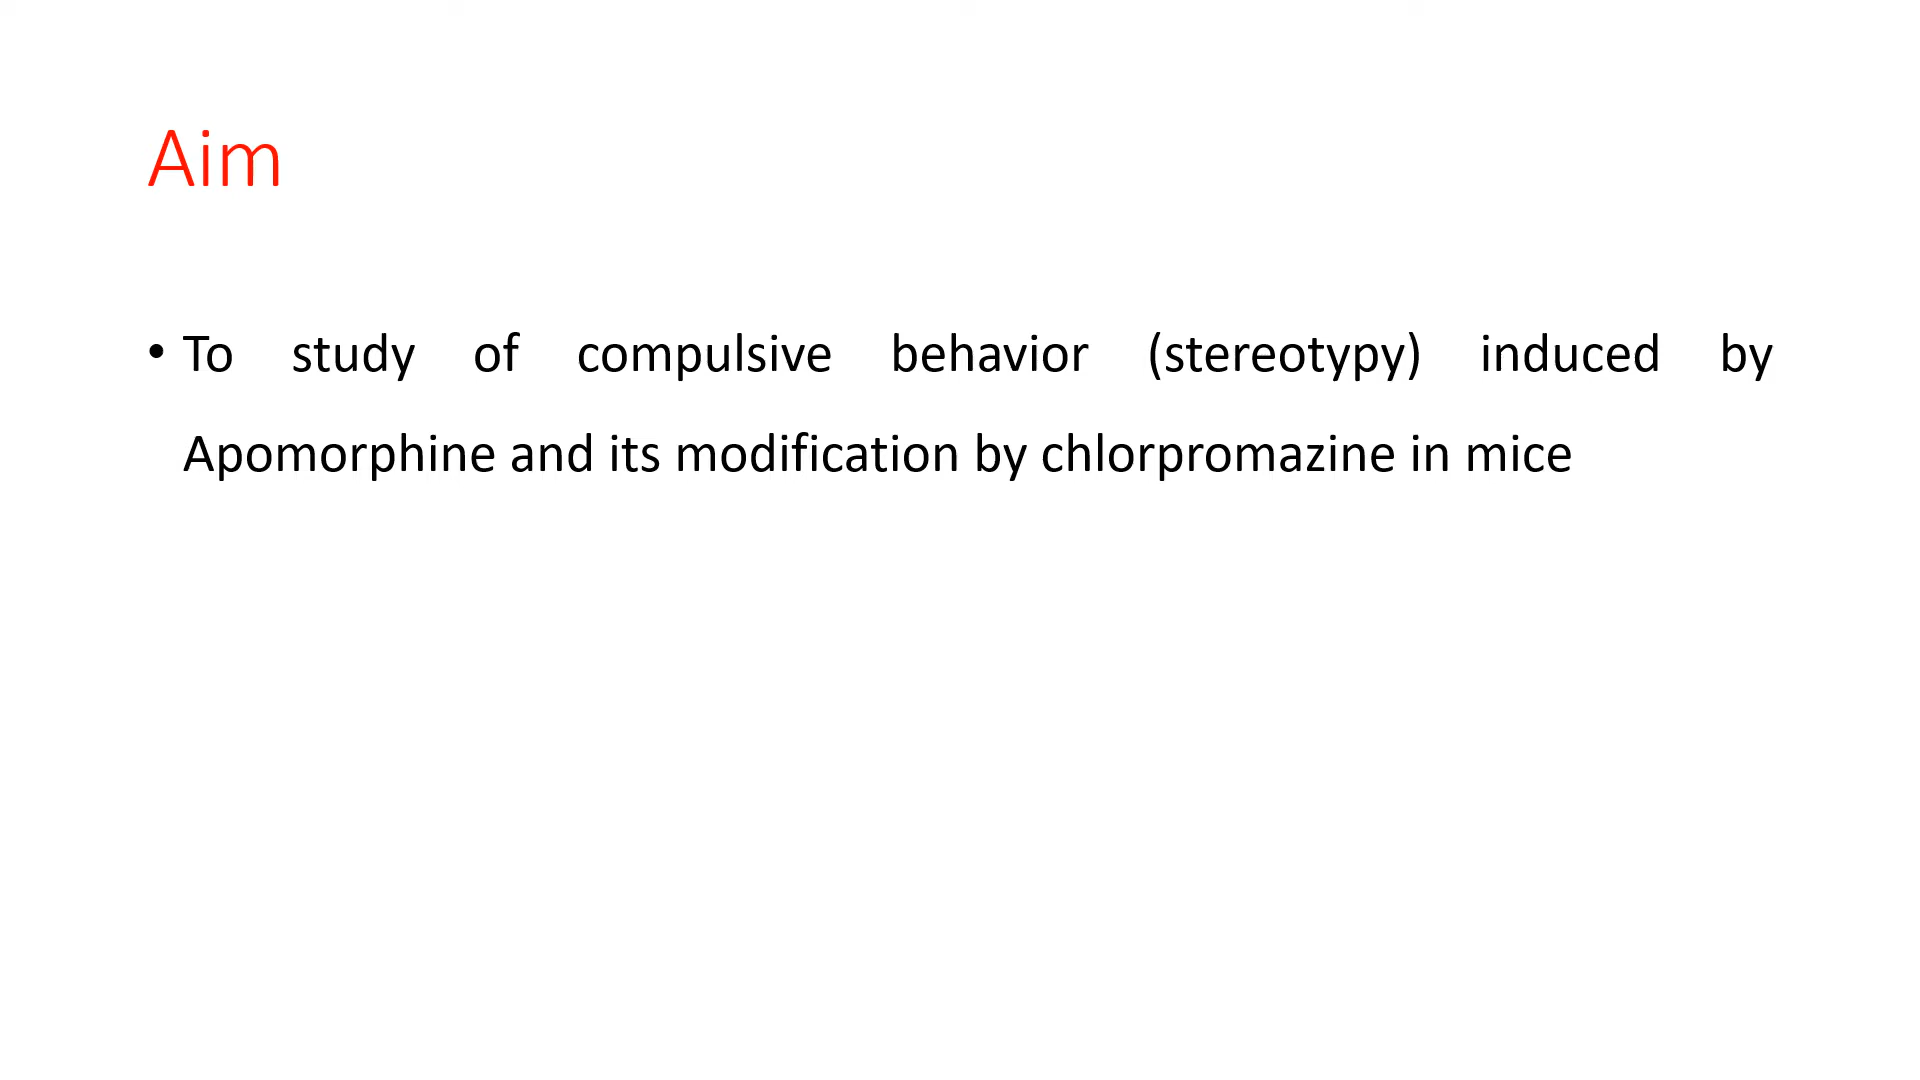 Aim
• To study of compulsive behavior (stereotypy) induced by
Apomorphine and its modification by chlorpromazine in mice